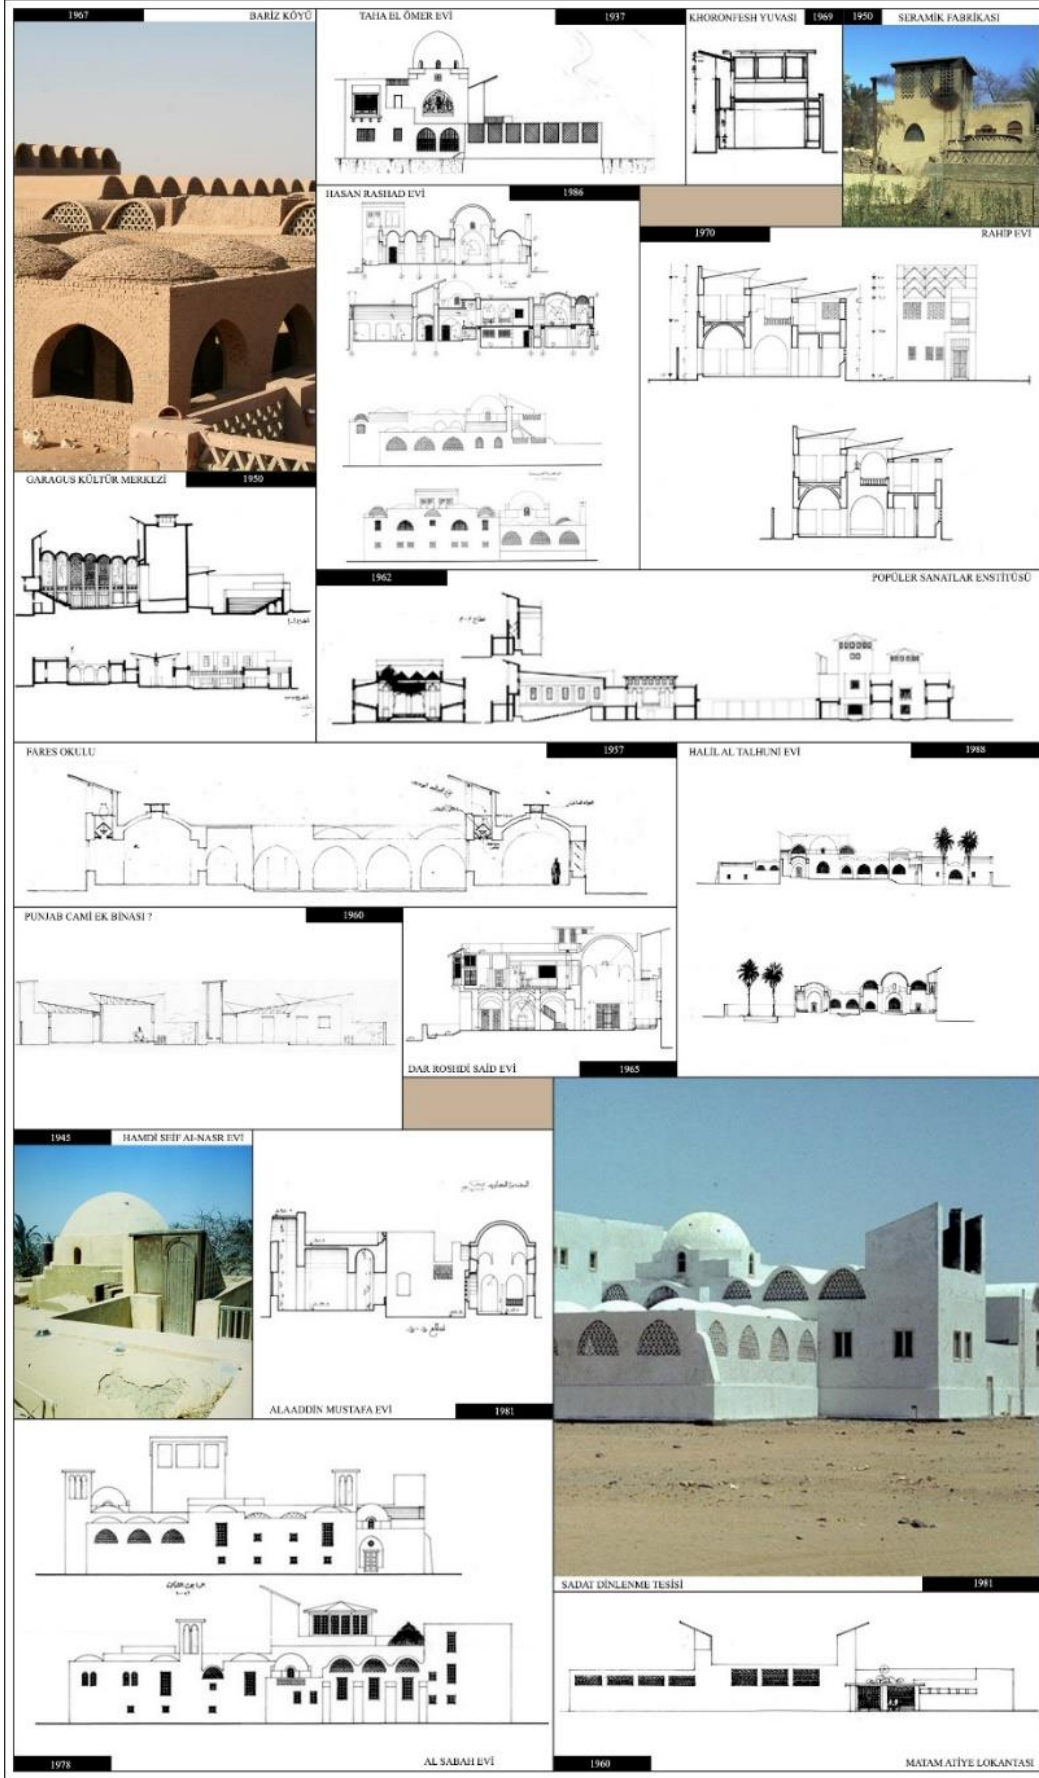 1967 BARİZ KÖYÜ
TAHA EL ÖMER EVİ 1937
KHORONFESH YUVASI 1969
1950 SERAMİK FABRİKASI
HASAN RASHAD EVİ 1986
1970 RAHİP EVİ
GARAGUS KÜLTÜR MERKEZİ 1950
1962 POPÜLER SANATLAR ENSTİTÜSÜ
FARES OKULU 1957
HALİL AL TALHUNİ EVİ 1988
PUNJAB CAMİ EK BİNASI ? 1960
DAR ROSHDİ SAİD EVİ 1965
1945 HAMDİ SEİF AI-NASR EVİ
ALAADDİN MUSTAFA EVİ 1981
SADAT DİNLENME TESİSİ 1981
1978 AL SABAH EVİ
1960 MATAM ATİYE LOKANTASI